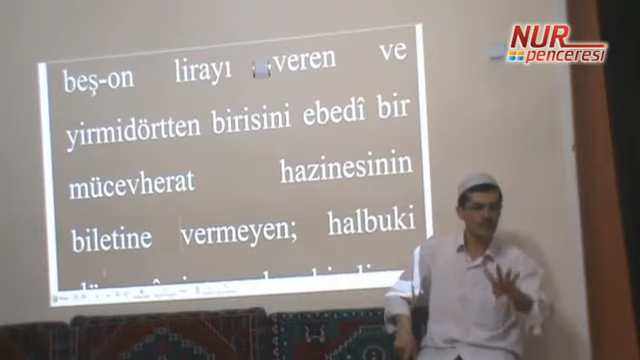 NUR
penceresi
beş-on lirayı veren ve
yirmidörtten birisini ebedî bir
mücevherat hazinesinin
biletine vermeyen; halbuki